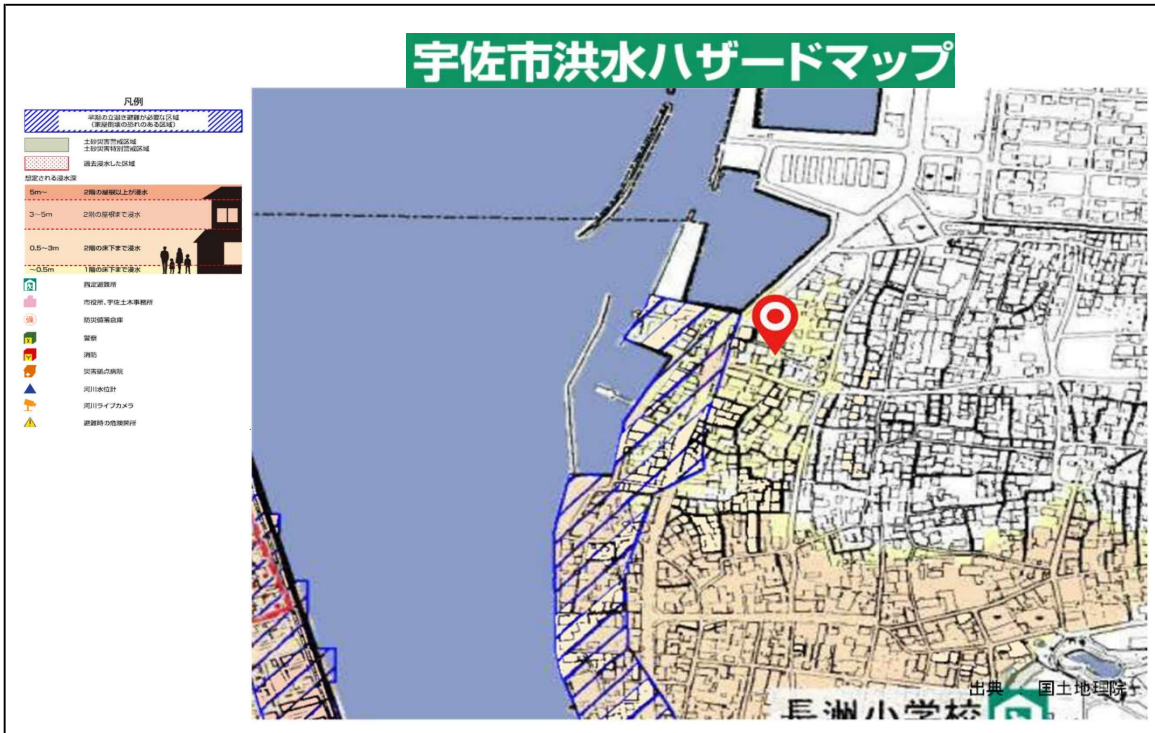 宇佐市洪水ハザードマップ
凡例
早期の立退き避難が必要な区域
(家屋倒壊の恐れのある区域)
土砂災害警戒区域
土砂災害特別警戒区域
過去浸水した区域
想定される浸水深
5m～ 2階の屋根以上が浸水
3～5m 2階の屋根まで浸水
0.5～3m 2階の床下まで浸水
～0.5m 1階の床下まで浸水
指定避難所
市役所、宇佐土木事務所
防災備蓄倉庫
警察
消防
災害拠点病院
河川水位計
河川ライブカメラ
避難時の危険箇所
出典 国土地理院
長洲小学校